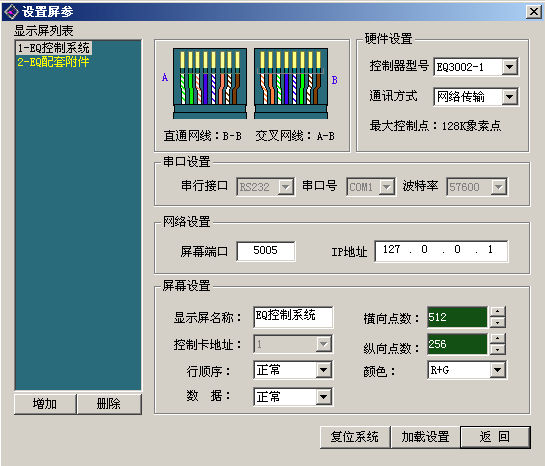 设置屏参
显示屏列表
1-EQ控制系统
2-EQ配套附件
A
B
直通网线：B-B
交叉网线：A-B
硬件设置
控制器型号 EQ3002-1
通讯方式 网络传输
最大控制点：128K象素点
串口设置
串行接口 RS232 串口号 COM1 波特率 57600
网络设置
屏幕端口 5005 IP地址 127 . 0 . 0 . 1
屏幕设置
显示屏名称： EQ控制系统 横向点数： 512
控制卡地址： 1 纵向点数： 256
行顺序： 正常 颜色： R+G
数 据： 正常
增加 删除
复位系统 加载设置 返 回